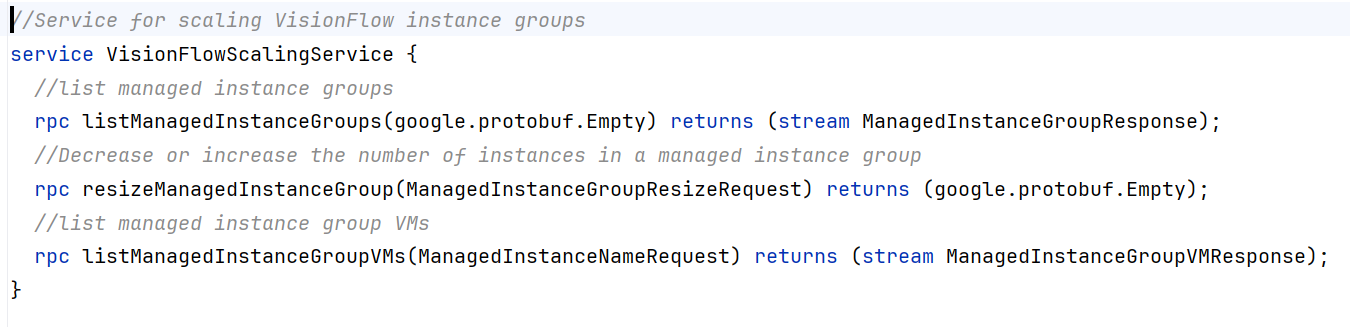 //Service for scaling VisionFlow instance groups
service VisionFlowScalingService {
  //list managed instance groups
  rpc listManagedInstanceGroups(google.protobuf.Empty) returns (stream ManagedInstanceGroupResponse);
  //Decrease or increase the number of instances in a managed instance group
  rpc resizeManagedInstanceGroup(ManagedInstanceGroupResizeRequest) returns (google.protobuf.Empty);
  //list managed instance group VMs
  rpc listManagedInstanceGroupVMs(ManagedInstanceNameRequest) returns (stream ManagedInstanceGroupVMResponse);
}